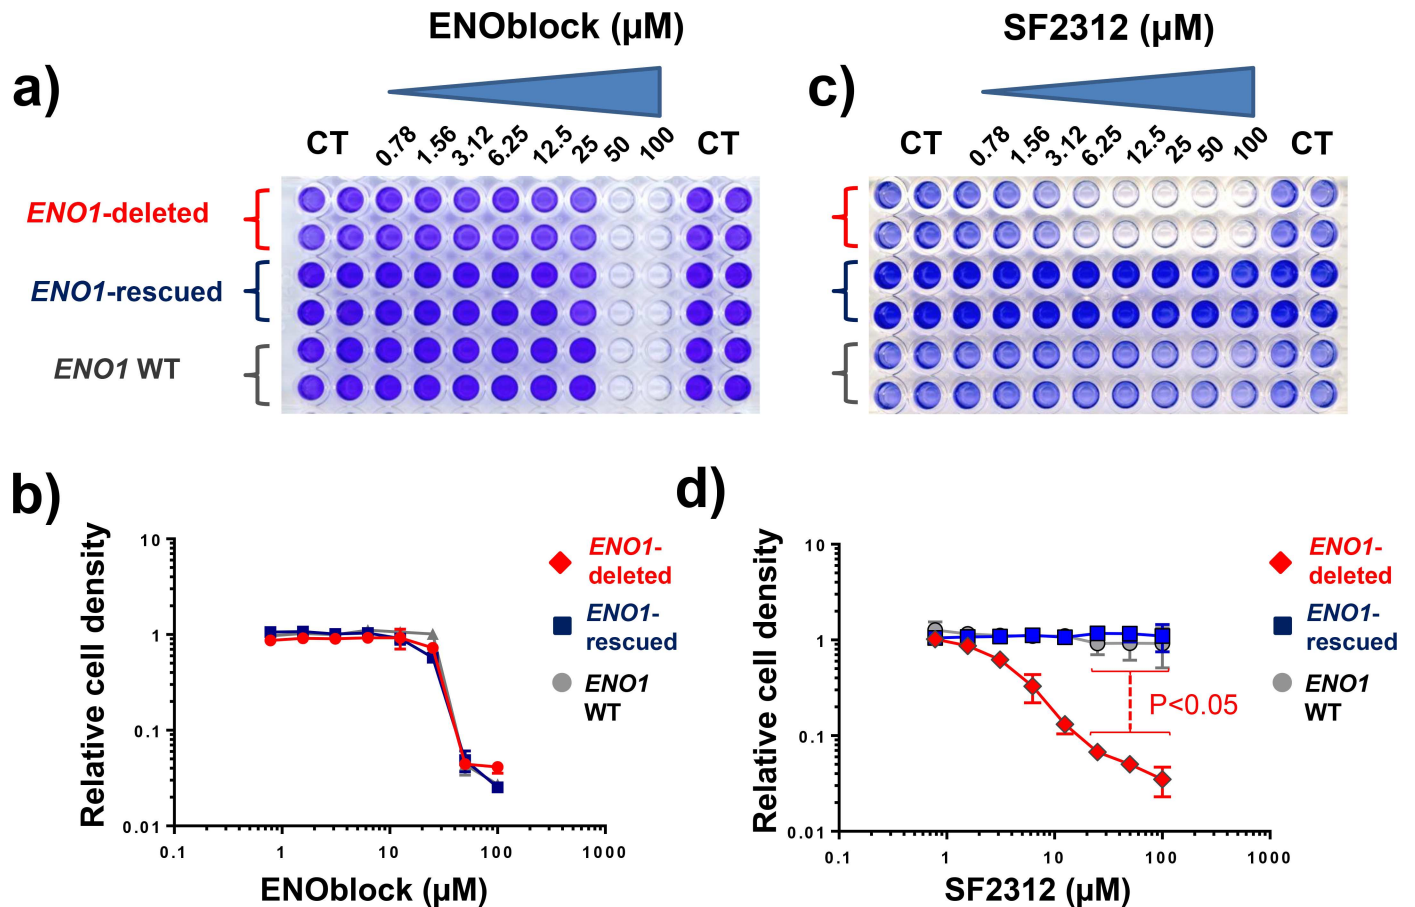 ENOblock (µM)
SF2312 (µM)
a)
c)
CT 0.78 1.56 3.12 6.25 12.5 25 50 100 CT
CT 0.78 1.56 3.12 6.25 12.5 25 50 100 CT
ENO1-deleted
ENO1-rescued
ENO1 WT
b)
Relative cell density
10
1
0.1
0.01
0.1 1 10 100 1000
ENOblock (µM)
ENO1-
deleted
ENO1-
rescued
ENO1
WT
d)
Relative cell density
10
1
0.1
0.01
0.1 1 10 100 1000
SF2312 (µM)
P<0.05
ENO1-
deleted
ENO1-
rescued
ENO1
WT